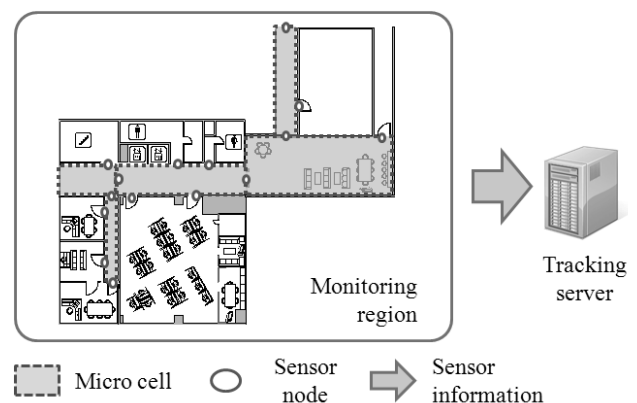 Monitoring
region
Tracking
server
Micro cell
Sensor
node
Sensor
information